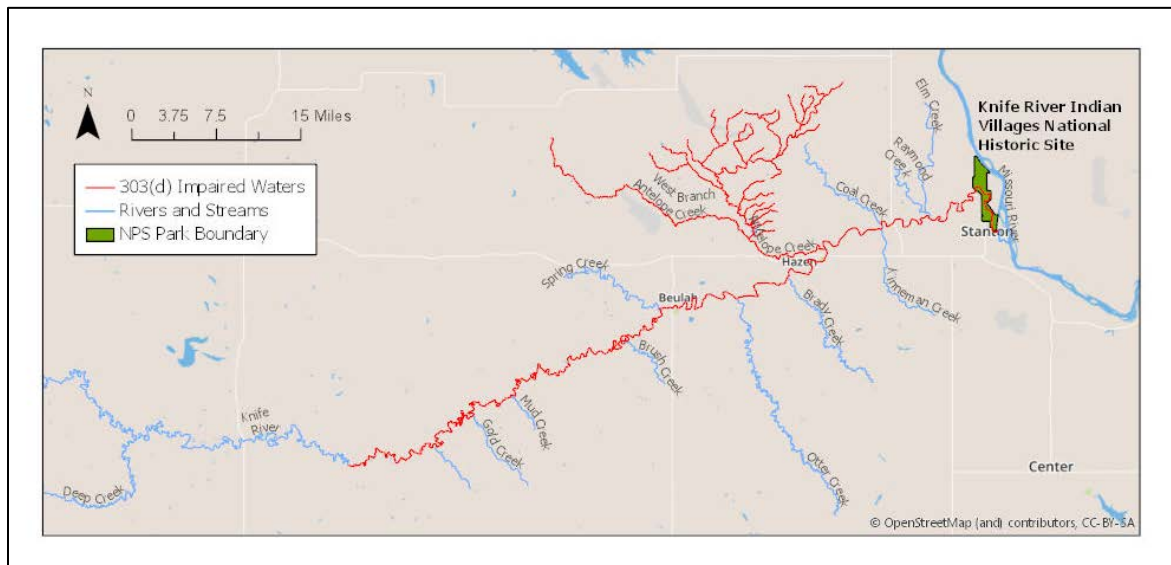 N
0 3.75 7.5 15 Miles
303(d) Impaired Waters
Rivers and Streams
NPS Park Boundary
Knife River Indian
Villages National
Historic Site
Elm Creek
Raymond
Creek
Missouri River
Coal Creek
West Branch
Antelope Creek
Antelope Creek
Stanton
Hazen
Kinneman Creek
Spring Creek
Beulah
Brady Creek
Brush Creek
Mud Creek
Gold Creek
Knife
River
Otter Creek
Deep Creek
Center
© OpenStreetMap (and) contributors, CC-BY-SA